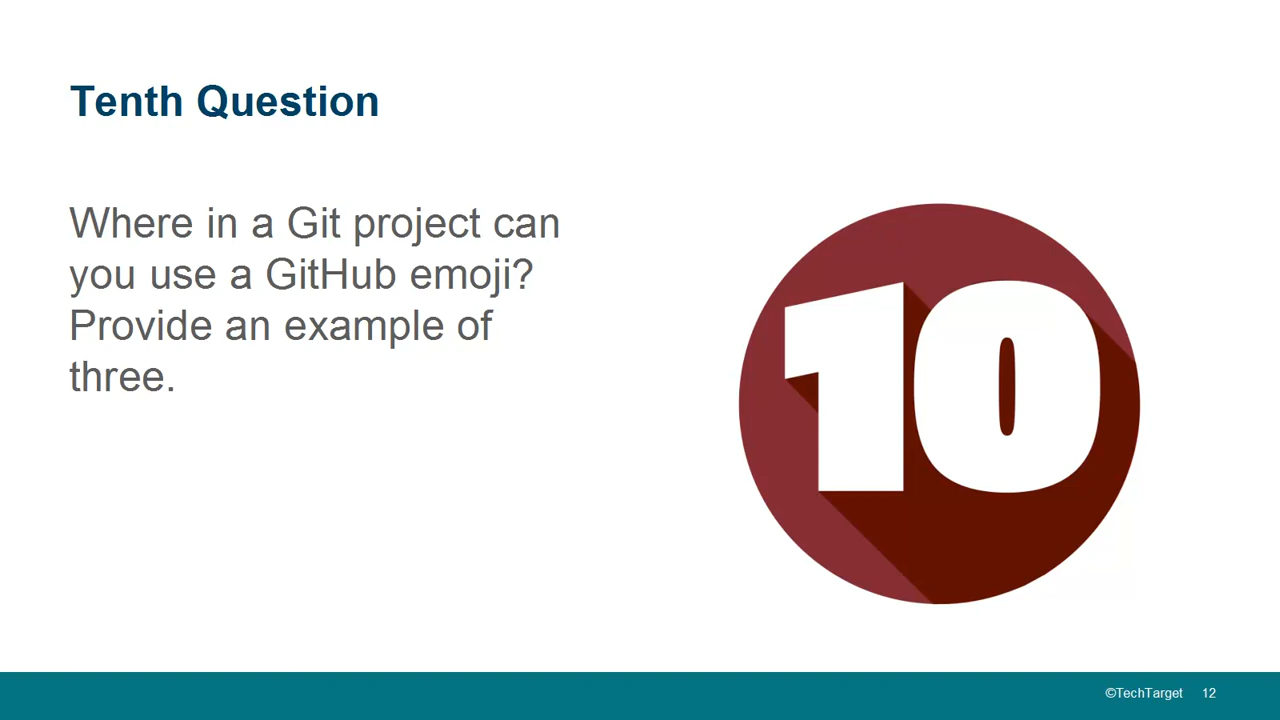 Tenth Question
Where in a Git project can
you use a GitHub emoji?
Provide an example of
three.
10
©TechTarget 12